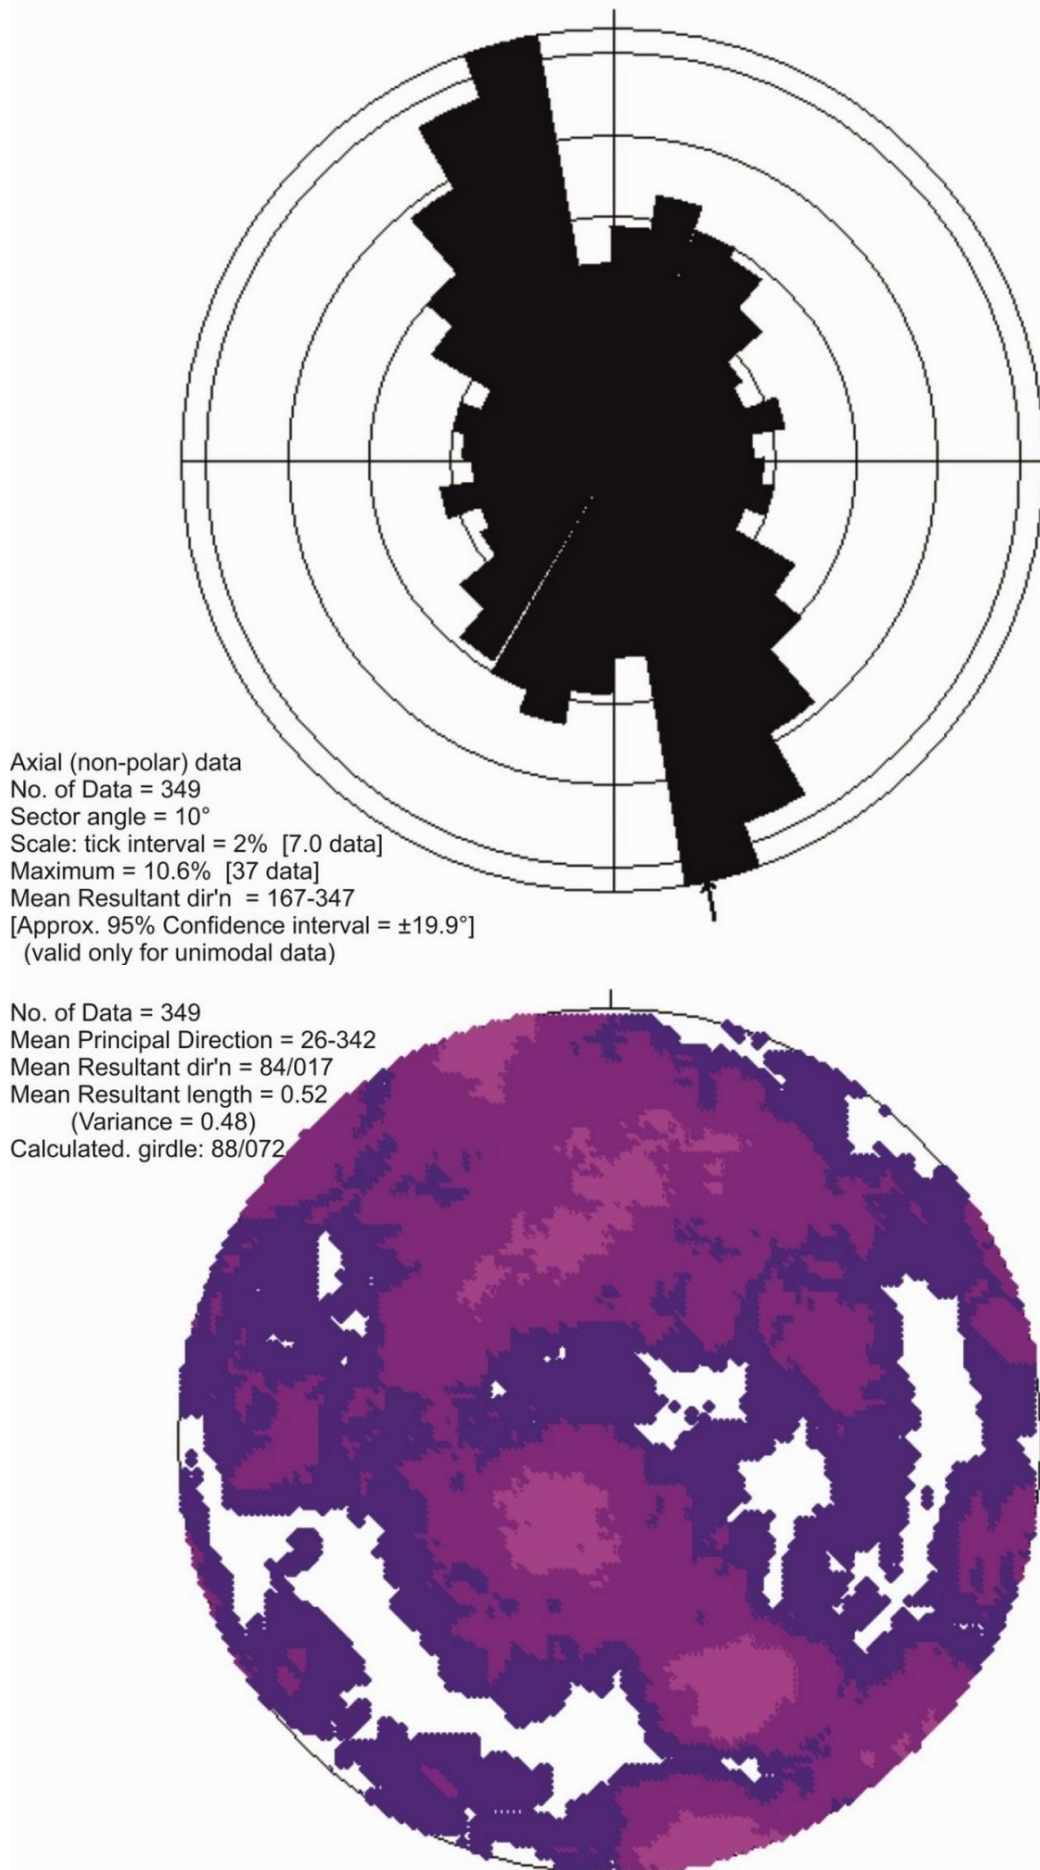 Axial (non-polar) data
No. of Data = 349
Sector angle = 10°
Scale: tick interval = 2% [7.0 data]
Maximum = 10.6% [37 data]
Mean Resultant dir'n = 167-347
[Approx. 95% Confidence interval = ±19.9°]
(valid only for unimodal data)
No. of Data = 349
Mean Principal Direction = 26-342
Mean Resultant dir'n = 84/017
Mean Resultant length = 0.52
(Variance = 0.48)
Calculated. girdle: 88/072